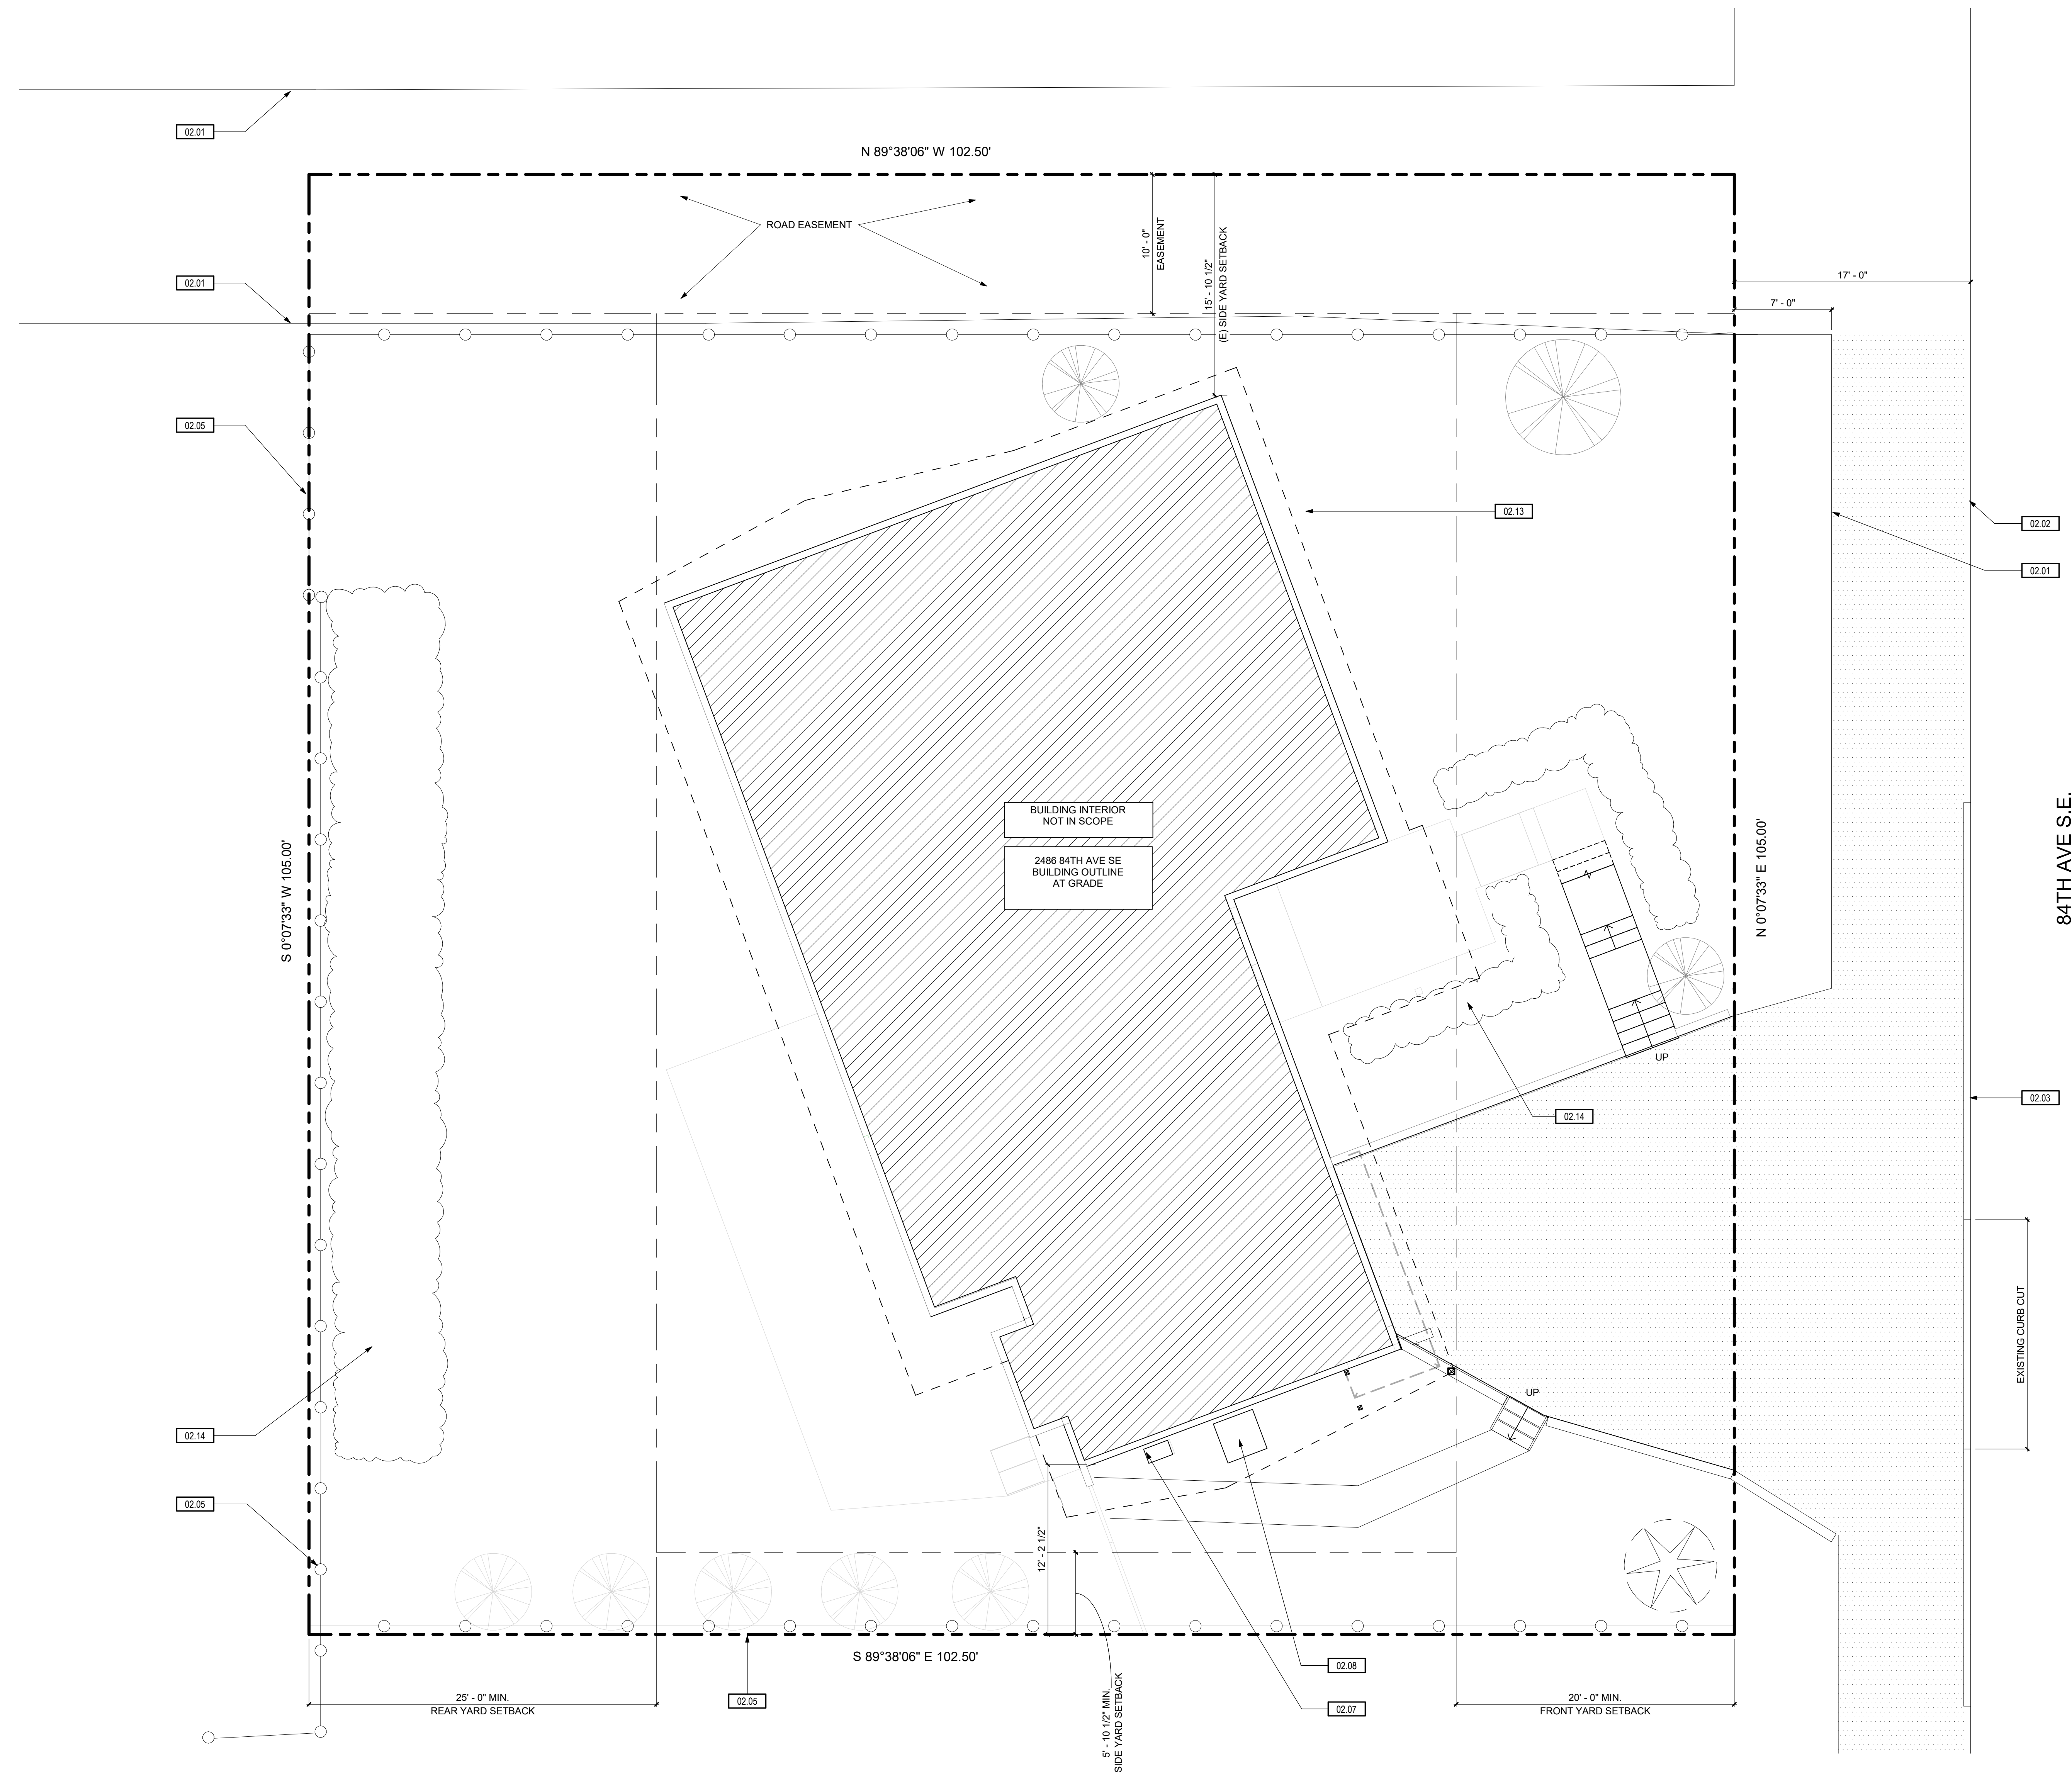 02.01
N 89°38'06" W 102.50'
ROAD EASEMENT
10' - 0"
EASEMENT
15' - 10 1/2"
(E) SIDE YARD SETBACK
17' - 0"
7' - 0"
02.01
02.05
02.13
02.02
02.01
BUILDING INTERIOR
NOT IN SCOPE
2486 84TH AVE SE
BUILDING OUTLINE
AT GRADE
S 0°07'33" W 105.00'
N 0°07'33" E 105.00'
84TH AVE S.E.
UP
02.03
02.14
EXISTING CURB CUT
UP
02.14
02.05
12' - 2 1/2"
S 89°38'06" E 102.50'
02.08
25' - 0" MIN.
REAR YARD SETBACK
02.05
5' - 10 1/2" MIN.
SIDE YARD SETBACK
02.07
20' - 0" MIN.
FRONT YARD SETBACK